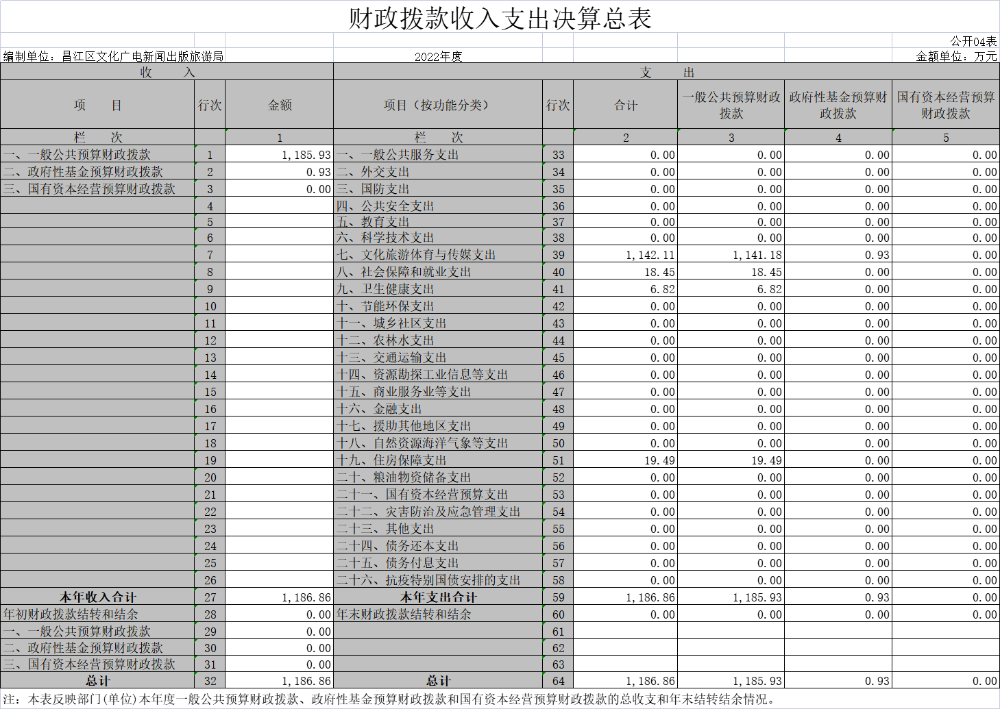 财政拨款收入支出决算总表
公开04表
编制单位：昌江区文化广电新闻出版旅游局 2022年度 金额单位：万元
收 入 支 出
项 目 行次 金额 项目（按功能分类） 行次 合计 一般公共预算财政拨款 政府性基金预算财政拨款 国有资本经营预算财政拨款
栏 次 1 栏 次 2 3 4 5
一、一般公共预算财政拨款 1 1,185.93 一、一般公共服务支出 33 0.00 0.00 0.00 0.00
二、政府性基金预算财政拨款 2 0.93 二、外交支出 34 0.00 0.00 0.00 0.00
三、国有资本经营预算财政拨款 3 0.00 三、国防支出 35 0.00 0.00 0.00 0.00
4 四、公共安全支出 36 0.00 0.00 0.00 0.00
5 五、教育支出 37 0.00 0.00 0.00 0.00
6 六、科学技术支出 38 0.00 0.00 0.00 0.00
7 七、文化旅游体育与传媒支出 39 1,142.11 1,141.18 0.93 0.00
8 八、社会保障和就业支出 40 18.45 18.45 0.00 0.00
9 九、卫生健康支出 41 6.82 6.82 0.00 0.00
10 十、节能环保支出 42 0.00 0.00 0.00 0.00
11 十一、城乡社区支出 43 0.00 0.00 0.00 0.00
12 十二、农林水支出 44 0.00 0.00 0.00 0.00
13 十三、交通运输支出 45 0.00 0.00 0.00 0.00
14 十四、资源勘探工业信息等支出 46 0.00 0.00 0.00 0.00
15 十五、商业服务业等支出 47 0.00 0.00 0.00 0.00
16 十六、金融支出 48 0.00 0.00 0.00 0.00
17 十七、援助其他地区支出 49 0.00 0.00 0.00 0.00
18 十八、自然资源海洋气象等支出 50 0.00 0.00 0.00 0.00
19 十九、住房保障支出 51 19.49 19.49 0.00 0.00
20 二十、粮油物资储备支出 52 0.00 0.00 0.00 0.00
21 二十一、国有资本经营预算支出 53 0.00 0.00 0.00 0.00
22 二十二、灾害防治及应急管理支出 54 0.00 0.00 0.00 0.00
23 二十三、其他支出 55 0.00 0.00 0.00 0.00
24 二十四、债务还本支出 56 0.00 0.00 0.00 0.00
25 二十五、债务付息支出 57 0.00 0.00 0.00 0.00
26 二十六、抗疫特别国债安排的支出 58 0.00 0.00 0.00 0.00
本年收入合计 27 1,186.86 本年支出合计 59 1,186.86 1,185.93 0.93 0.00
年初财政拨款结转和结余 28 0.00 年末财政拨款结转和结余 60 0.00 0.00 0.00 0.00
一、一般公共预算财政拨款 29 0.00 61
二、政府性基金预算财政拨款 30 0.00 62
三、国有资本经营预算财政拨款 31 0.00 63
总计 32 1,186.86 总计 64 1,186.86 1,185.93 0.93 0.00
注：本表反映部门(单位)本年度一般公共预算财政拨款、政府性基金预算财政拨款和国有资本经营预算财政拨款的总收支和年末结转结余情况。